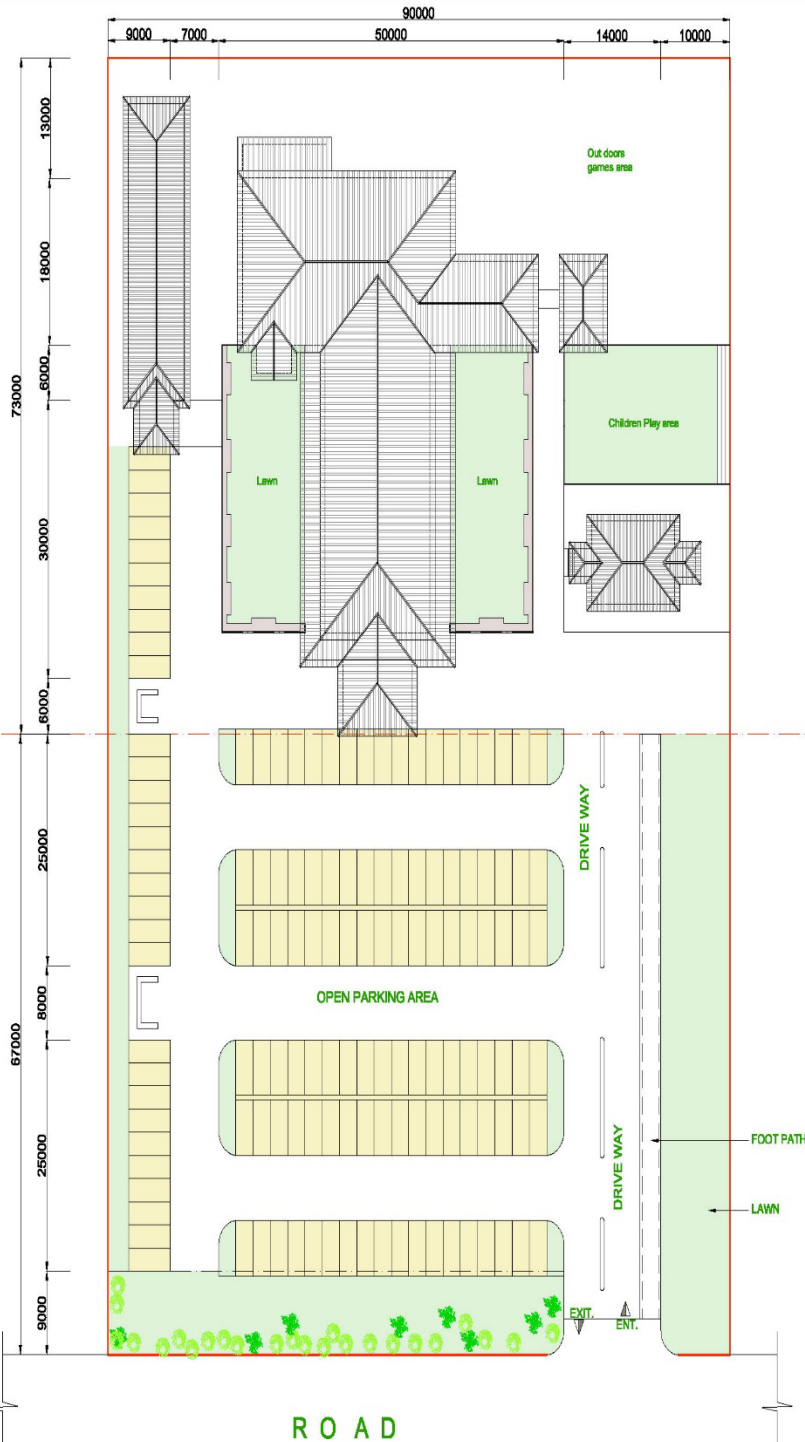 90000
9000
7000
50000
14000
10000
13000
Out doors
games area
18000
73000
6000
Children Play area
Lawn
Lawn
30000
6000
DRIVE WAY
25000
OPEN PARKING AREA
8000
67000
FOOT PATH
25000
DRIVE WAY
LAWN
9000
EXIT.
ENT.
ROAD